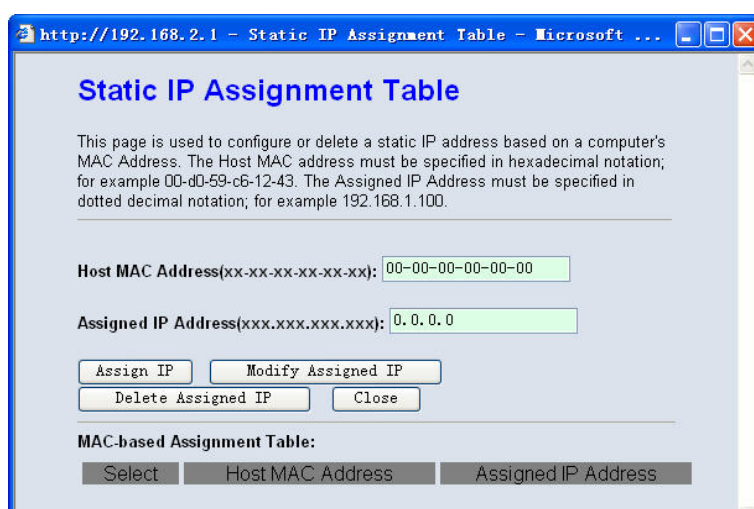 http://192.168.2.1 - Static IP Assignment Table - Microsoft ...
Static IP Assignment Table
This page is used to configure or delete a static IP address based on a computer's
MAC Address. The Host MAC address must be specified in hexadecimal notation;
for example 00-d0-59-c6-12-43. The Assigned IP Address must be specified in
dotted decimal notation; for example 192.168.1.100.
Host MAC Address(xx-xx-xx-xx-xx-xx): 00-00-00-00-00-00
Assigned IP Address(xxx.xxx.xxx.xxx): 0.0.0.0
Assign IP Modify Assigned IP
Delete Assigned IP Close
MAC-based Assignment Table:
Select Host MAC Address Assigned IP Address